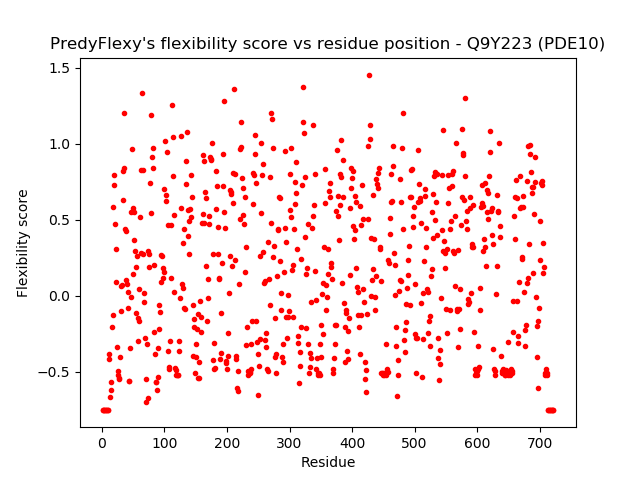 PredyFlexy's flexibility score vs residue position - Q9Y223 (PDE10)
1.5
1.0
0.5
0.0
−0.5
Flexibility score
0 100 200 300 400 500 600 700
Residue